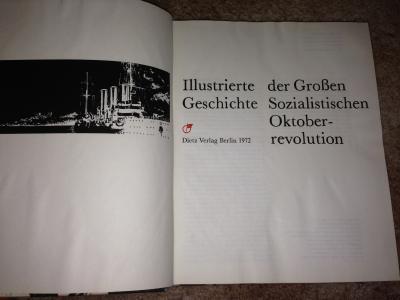 Illustrierte der Großen
Geschichte Sozialistischen
Oktober-
Dietz Verlag Berlin 1972 revolution